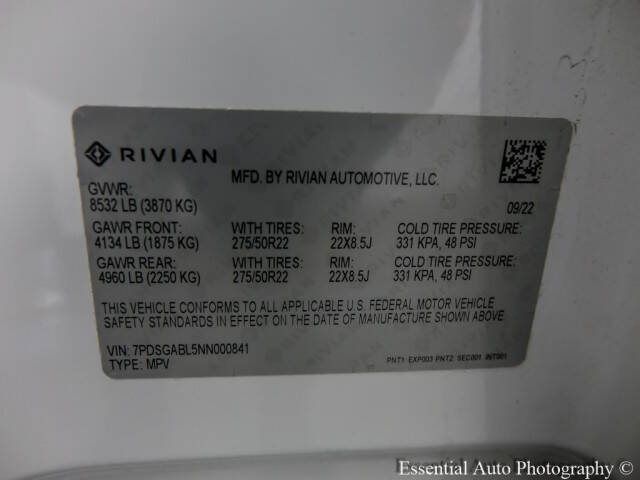 RIVIAN
MFD. BY RIVIAN AUTOMOTIVE, LLC.
GVWR:
8532 LB (3870 KG)
09/22
GAWR FRONT: WITH TIRES: RIM: COLD TIRE PRESSURE:
4134 LB (1875 KG) 275/50R22 22X8.5J 331 KPA, 48 PSI
GAWR REAR: WITH TIRES: RIM: COLD TIRE PRESSURE:
4960 LB (2250 KG) 275/50R22 22X8.5J 331 KPA, 48 PSI
THIS VEHICLE CONFORMS TO ALL APPLICABLE U.S. FEDERAL MOTOR VEHICLE
SAFETY STANDARDS IN EFFECT ON THE DATE OF MANUFACTURE SHOWN ABOVE.
VIN: 7PDSGABL5NN000841
TYPE: MPV
PNT1 EXP003 PNT2 SEC001 INT001
Essential Auto Photography (c)